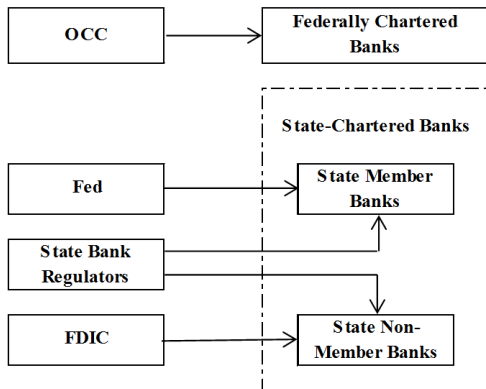 OCC
Federally Chartered
Banks
State-Chartered Banks
Fed
State Member
Banks
State Bank
Regulators
FDIC
State Non-
Member Banks